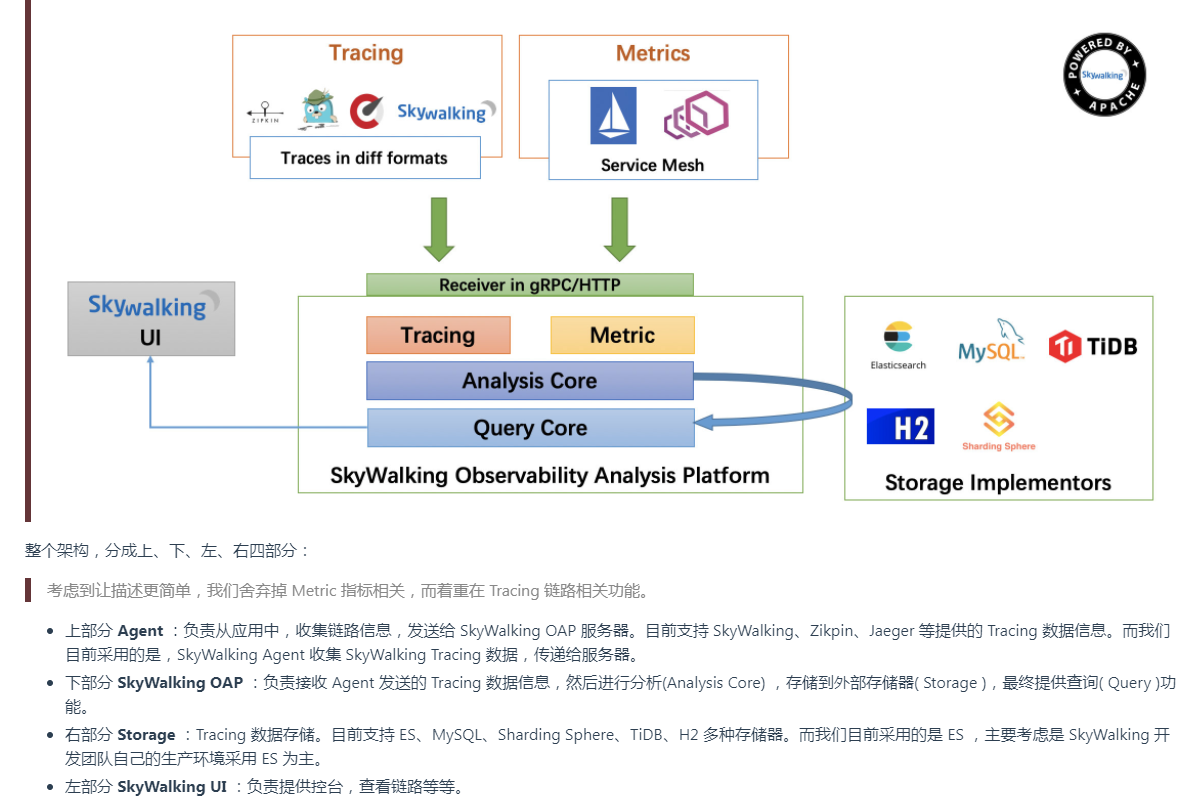 Tracing
Metrics
POWERED BY
Skywalking
APACHE
ZIPKIN
Skywalking
Traces in diff formats
Service Mesh
Receiver in gRPC/HTTP
Skywalking
UI
Tracing
Metric
Analysis Core
Query Core
SkyWalking Observability Analysis Platform
Elasticsearch
MySQL
TiDB
H2
Sharding Sphere
Storage Implementors
整个架构，分成上、下、左、右四部分：
考虑到让描述更简单，我们舍弃掉 Metric 指标相关，而着重在 Tracing 链路相关功能。
• 上部分 Agent ：负责从应用中，收集链路信息，发送给 SkyWalking OAP 服务器。目前支持 SkyWalking、Zikpin、Jaeger 等提供的 Tracing 数据信息。而我们
目前采用的是，SkyWalking Agent 收集 SkyWalking Tracing 数据，传递给服务器。
• 下部分 SkyWalking OAP ：负责接收 Agent 发送的 Tracing 数据信息，然后进行分析(Analysis Core) ，存储到外部存储器( Storage )，最终提供查询( Query )功
能。
• 右部分 Storage ：Tracing 数据存储。目前支持 ES、MySQL、Sharding Sphere、TiDB、H2 多种存储器。而我们目前采用的是 ES ，主要考虑是 SkyWalking 开
发团队自己的生产环境采用 ES 为主。
• 左部分 SkyWalking UI ：负责提供控台，查看链路等等。